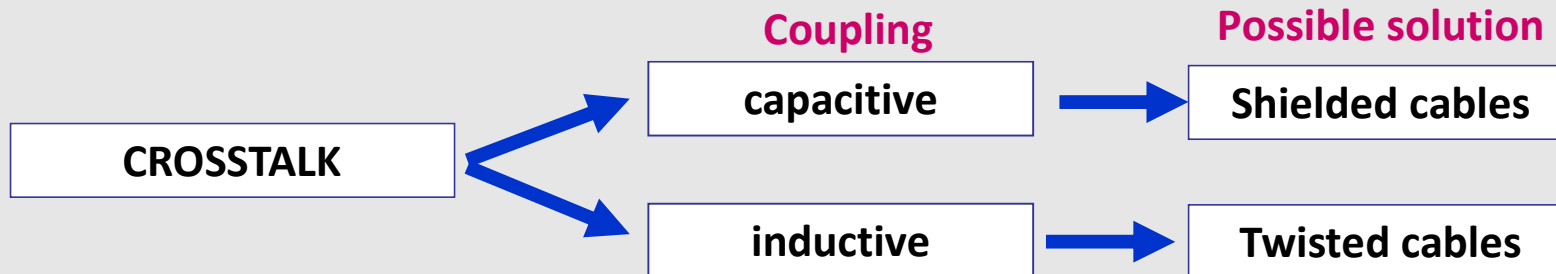 Coupling
Possible solution
capacitive
Shielded cables
CROSSTALK
inductive
Twisted cables